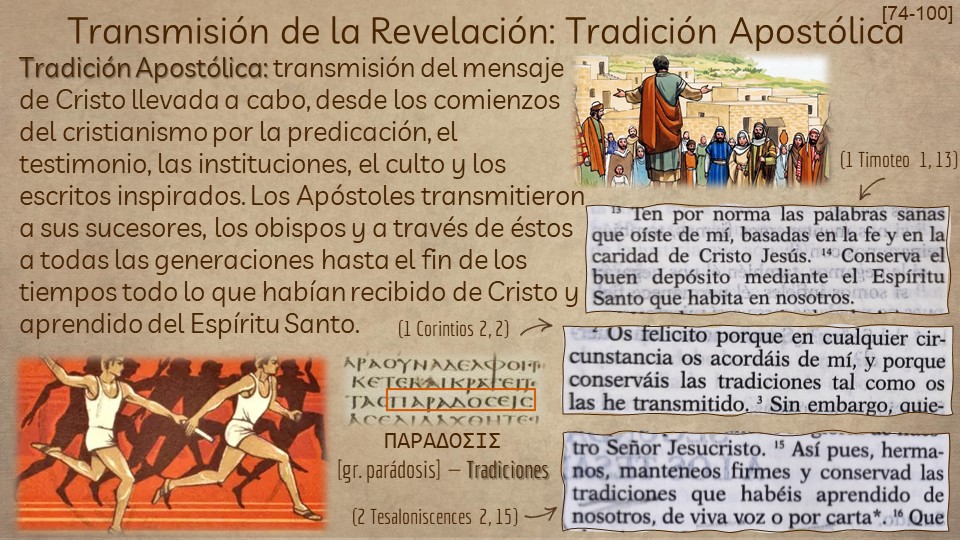 [74-100]
Transmisión de la Revelación: Tradición Apostólica
Tradición Apostólica: transmisión del mensaje
de Cristo llevada a cabo, desde los comienzos
del cristianismo por la predicación, el
testimonio, las instituciones, el culto y los
escritos inspirados. Los Apóstoles transmitieron
a sus sucesores, los obispos y a través de éstos
a todas las generaciones hasta el fin de los
tiempos todo lo que habían recibido de Cristo y
aprendido del Espíritu Santo.
(1 Timoteo 1, 13)
¹³ Ten por norma las palabras sanas
que oíste de mí, basadas en la fe y en la
caridad de Cristo Jesús. ¹⁴ Conserva el
buen depósito mediante el Espíritu
Santo que habita en nosotros.
(1 Corintios 2, 2)
² Os felicito porque en cualquier cir-
cunstancia os acordáis de mí, y porque
conserváis las tradiciones tal como os
las he transmitido. ³ Sin embargo, quie-
ΑΡΑΟΥΝΑΔΕΛΦΟΙ
ΚΕΤΕΚΑΙΚΡΑΤΕΙ
ΤΑϹΠΑΡΑΔΟϹΕΙϹ
ΠΑΡΑΔΟΣΙΣ
[gr. parádosis] – Tradiciones
(2 Tesaloniscences 2, 15)
tro Señor Jesucristo. ¹⁵ Así pues, herma-
nos, manteneos firmes y conservad las
tradiciones que habéis aprendido de
nosotros, de viva voz o por carta*. ¹⁶ Que